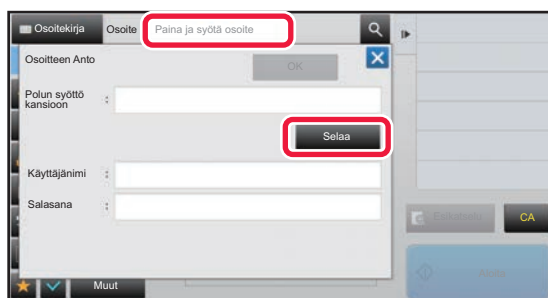 Osoitekirja Osoite Paina ja syötä osoite
Osoitteen Anto OK
Polun syöttö
kansioon :
Selaa
Käyttäjänimi :
Salasana :
CA
Muut